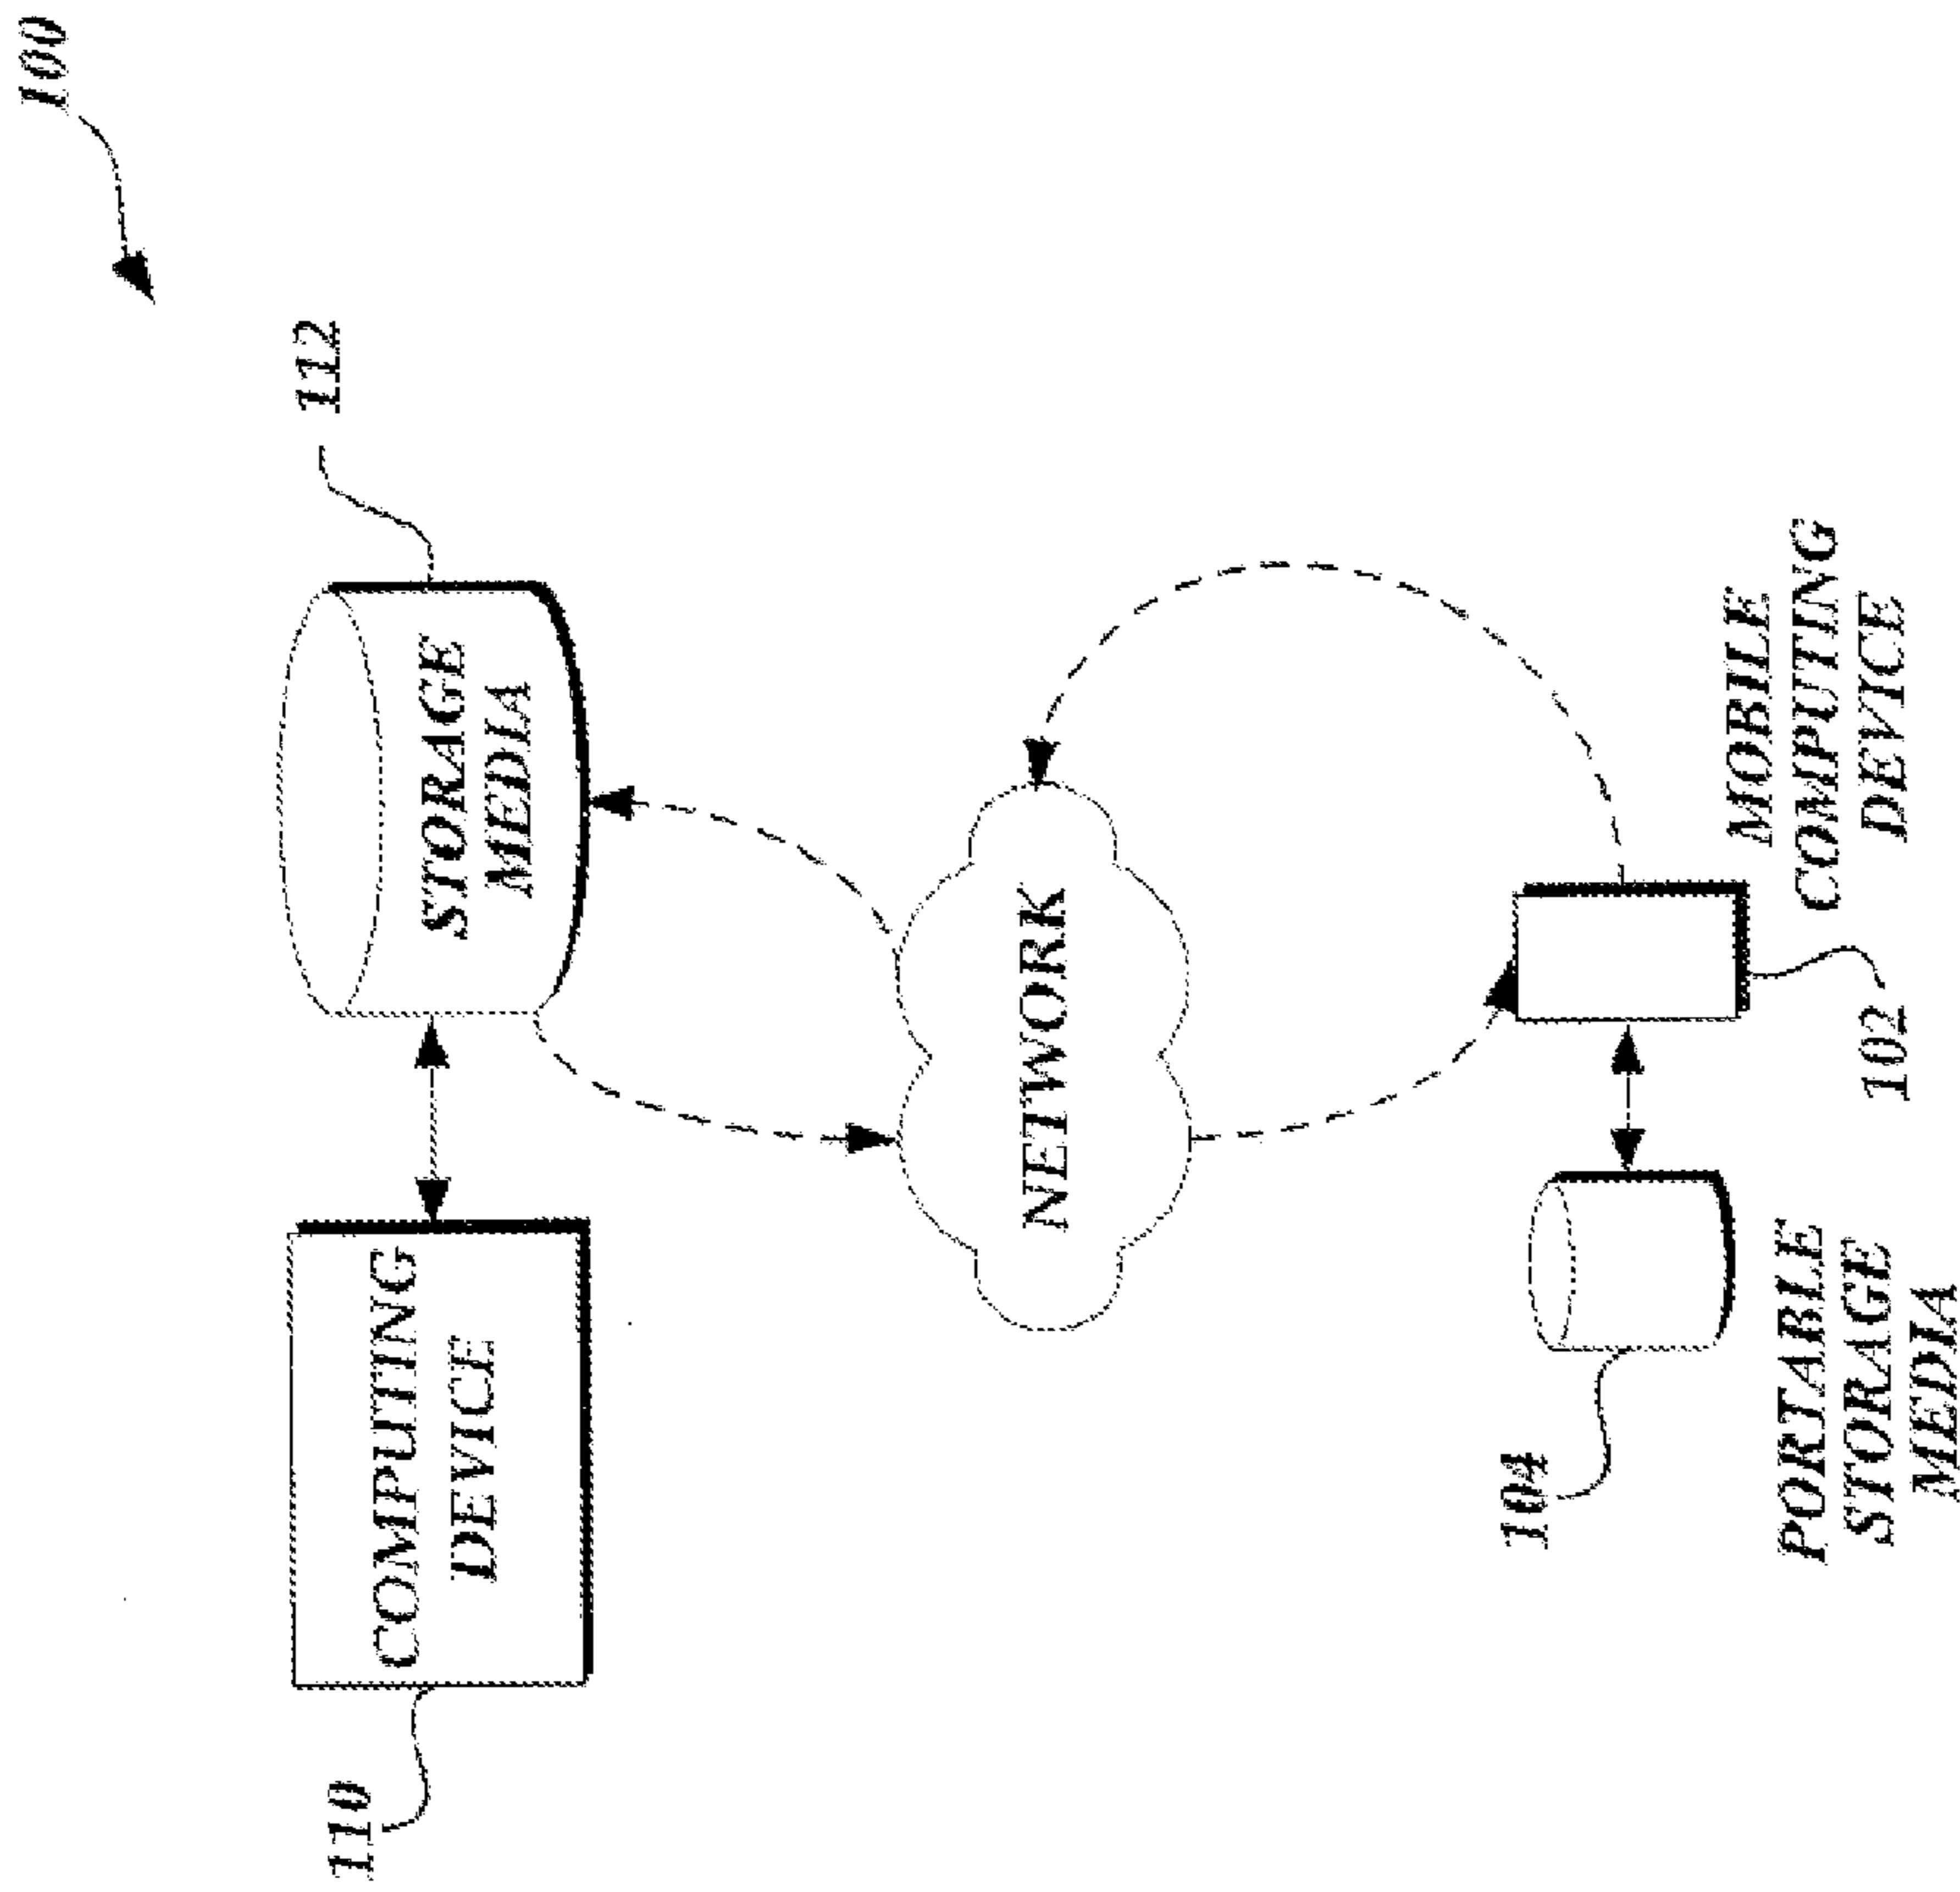 100
112
STORAGE
MEDIA
COMPUTING
DEVICE
110
NETWORK
MOBILE
COMPUTING
DEVICE
102
104
PORTABLE
STORAGE
MEDIA